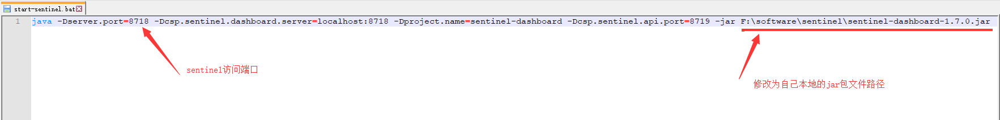 start-sentinel.bat
1 java -Dserver.port=8718 -Dcsp.sentinel.dashboard.server=localhost:8718 -Dproject.name=sentinel-dashboard -Dcsp.sentinel.api.port=8719 -jar F:\software\sentinel\sentinel-dashboard-1.7.0.jar
sentinel访问端口
修改为自己本地的jar包文件路径